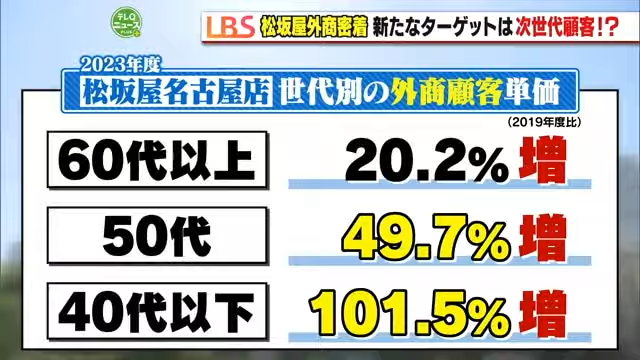 テレQ
ニュース
PLUS+
LBS 松坂屋外商密着 新たなターゲットは 次世代顧客!?
2023年度
松坂屋名古屋店 世代別の外商顧客単価
(2019年度比)
60代以上 20.2%増
50代 49.7%増
40代以下 101.5%増